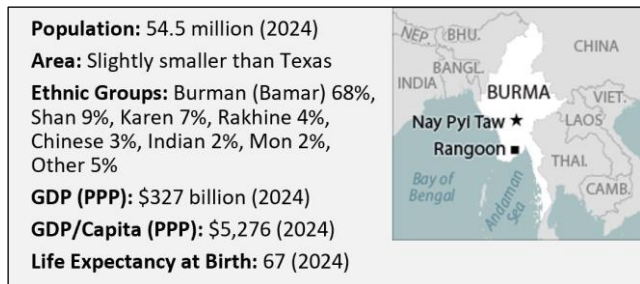 Population: 54.5 million (2024)
Area: Slightly smaller than Texas
Ethnic Groups: Burman (Bamar) 68%,
Shan 9%, Karen 7%, Rakhine 4%,
Chinese 3%, Indian 2%, Mon 2%,
Other 5%
GDP (PPP): $327 billion (2024)
GDP/Capita (PPP): $5,276 (2024)
Life Expectancy at Birth: 67 (2024)
NEP.
BHU.
CHINA
BANGL.
INDIA
BURMA
VIET.
Nay Pyi Taw
LAOS
Rangoon
THAI.
Bay of
Bengal
Andaman
Sea
CAMB.